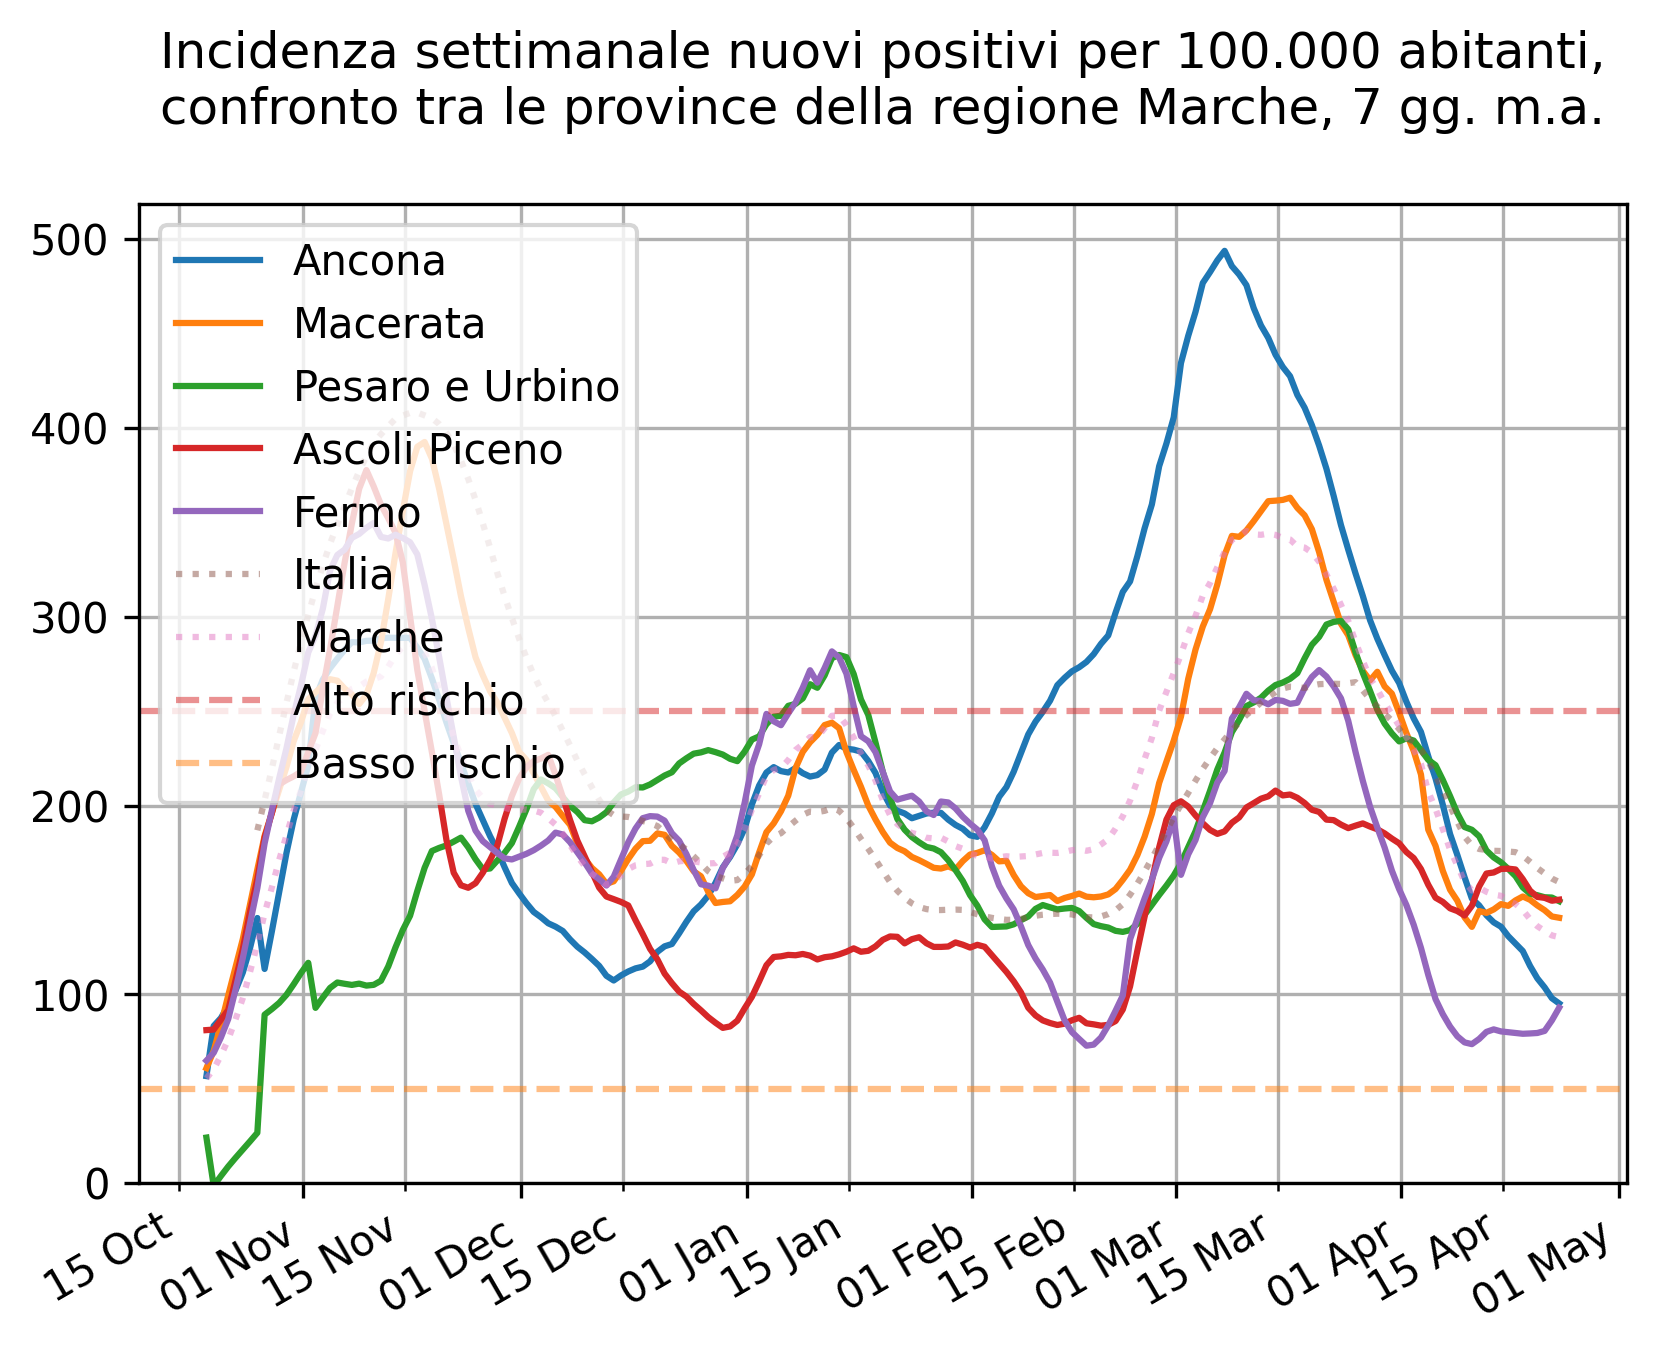 Incidenza settimanale nuovi positivi per 100.000 abitanti,
confronto tra le province della regione Marche, 7 gg. m.a.
500
400
300
200
100
0
Ancona
Macerata
Pesaro e Urbino
Ascoli Piceno
Fermo
Italia
Marche
Alto rischio
Basso rischio
15 Oct
01 Nov
15 Nov
01 Dec
15 Dec
01 Jan
15 Jan
01 Feb
15 Feb
01 Mar
15 Mar
01 Apr
15 Apr
01 May